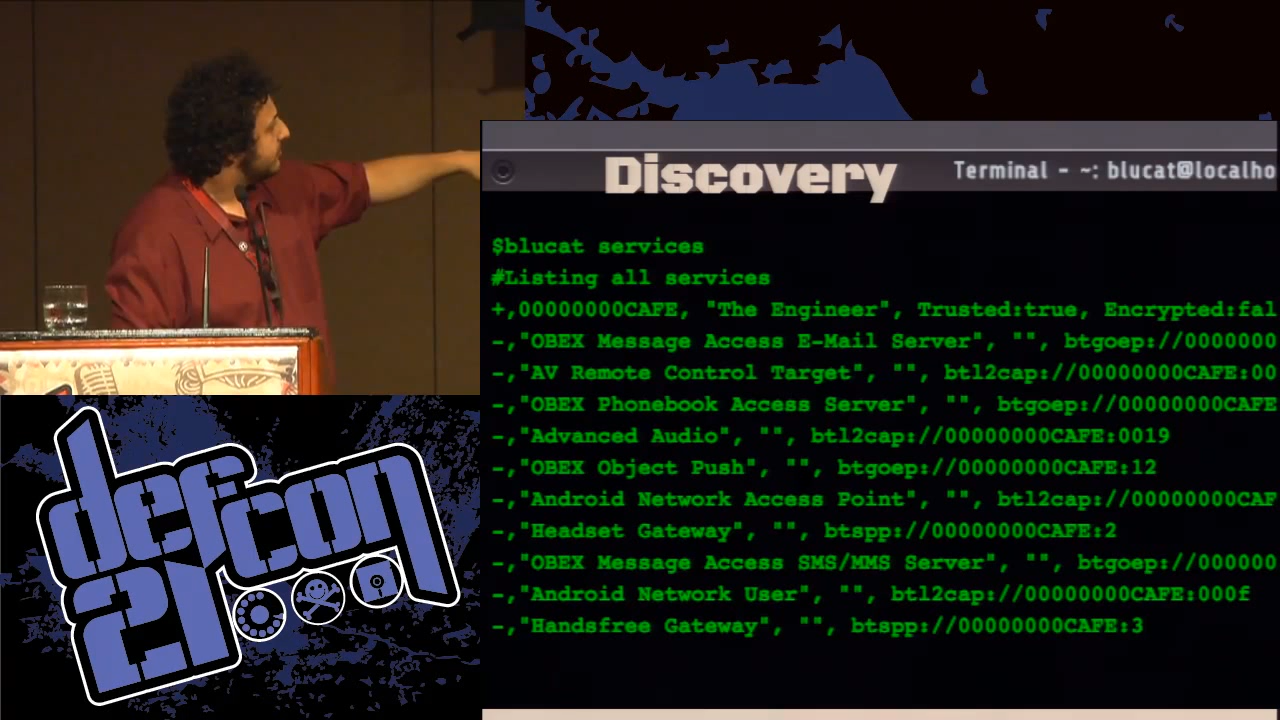 Discovery
Terminal - ~: blucat@localho
$blucat services
#Listing all services
+,00000000CAFE, "The Engineer", Trusted:true, Encrypted:fal
-,"OBEX Message Access E-Mail Server", "", btgoep://0000000
-,"AV Remote Control Target", "", btl2cap://00000000CAFE:00
-,"OBEX Phonebook Access Server", "", btgoep://00000000CAFE
-,"Advanced Audio", "", btl2cap://00000000CAFE:0019
-,"OBEX Object Push", "", btgoep://00000000CAFE:12
-,"Android Network Access Point", "", btl2cap://00000000CAF
-,"Headset Gateway", "", btspp://00000000CAFE:2
-,"OBEX Message Access SMS/MMS Server", "", btgoep://0000000
-,"Android Network User", "", btl2cap://00000000CAFE:000f
-,"Handsfree Gateway", "", btspp://00000000CAFE:3
defcon
21